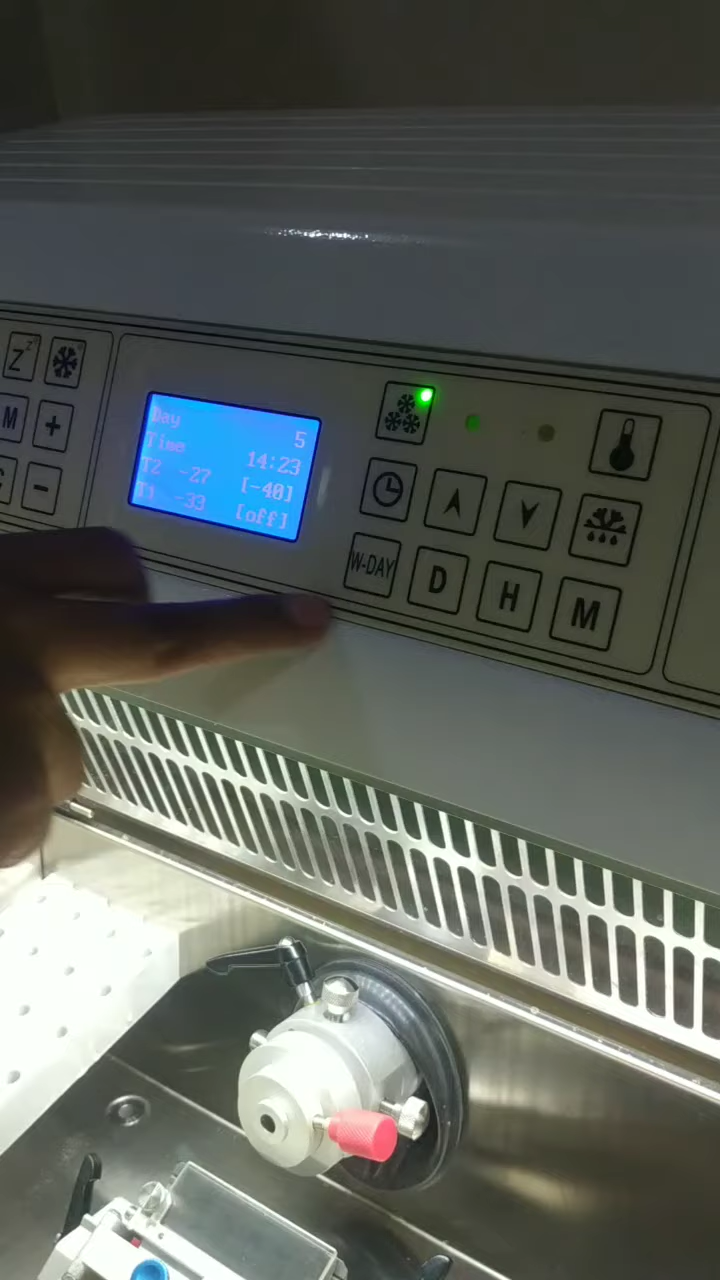 Day 5
Time 14:23
T2 -27 [-40]
T1 -33 [off]
Z z
M +
-
W-DAY D H M